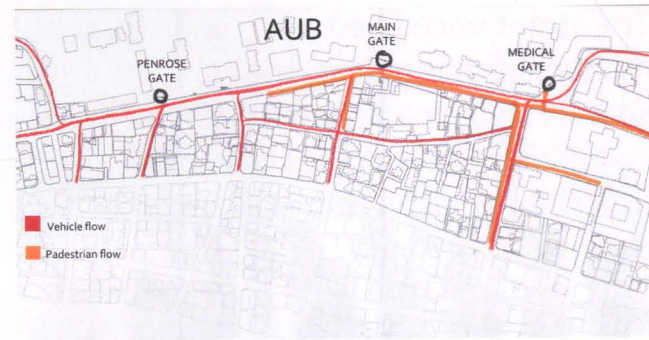 AUB
MAIN
GATE
PENROSE
GATE
MEDICAL
GATE
Vehicle flow
Padestrian flow